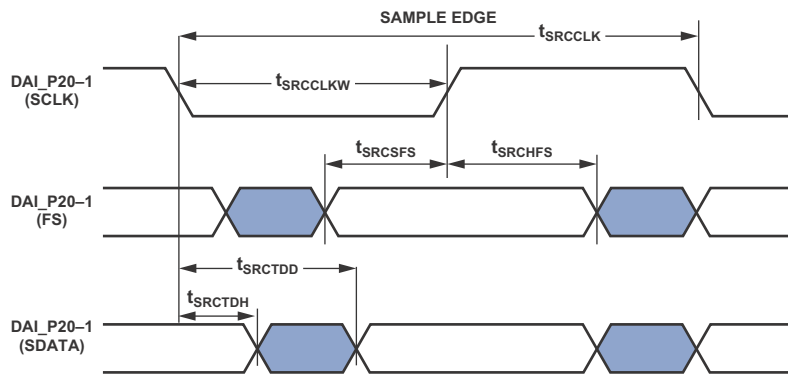 SAMPLE EDGE
tSRCCLK
DAI_P20–1
(SCLK)
tSRCCLKW
tSRCSFS
tSRCHFS
DAI_P20–1
(FS)
tSRCTDD
tSRCTDH
DAI_P20–1
(SDATA)